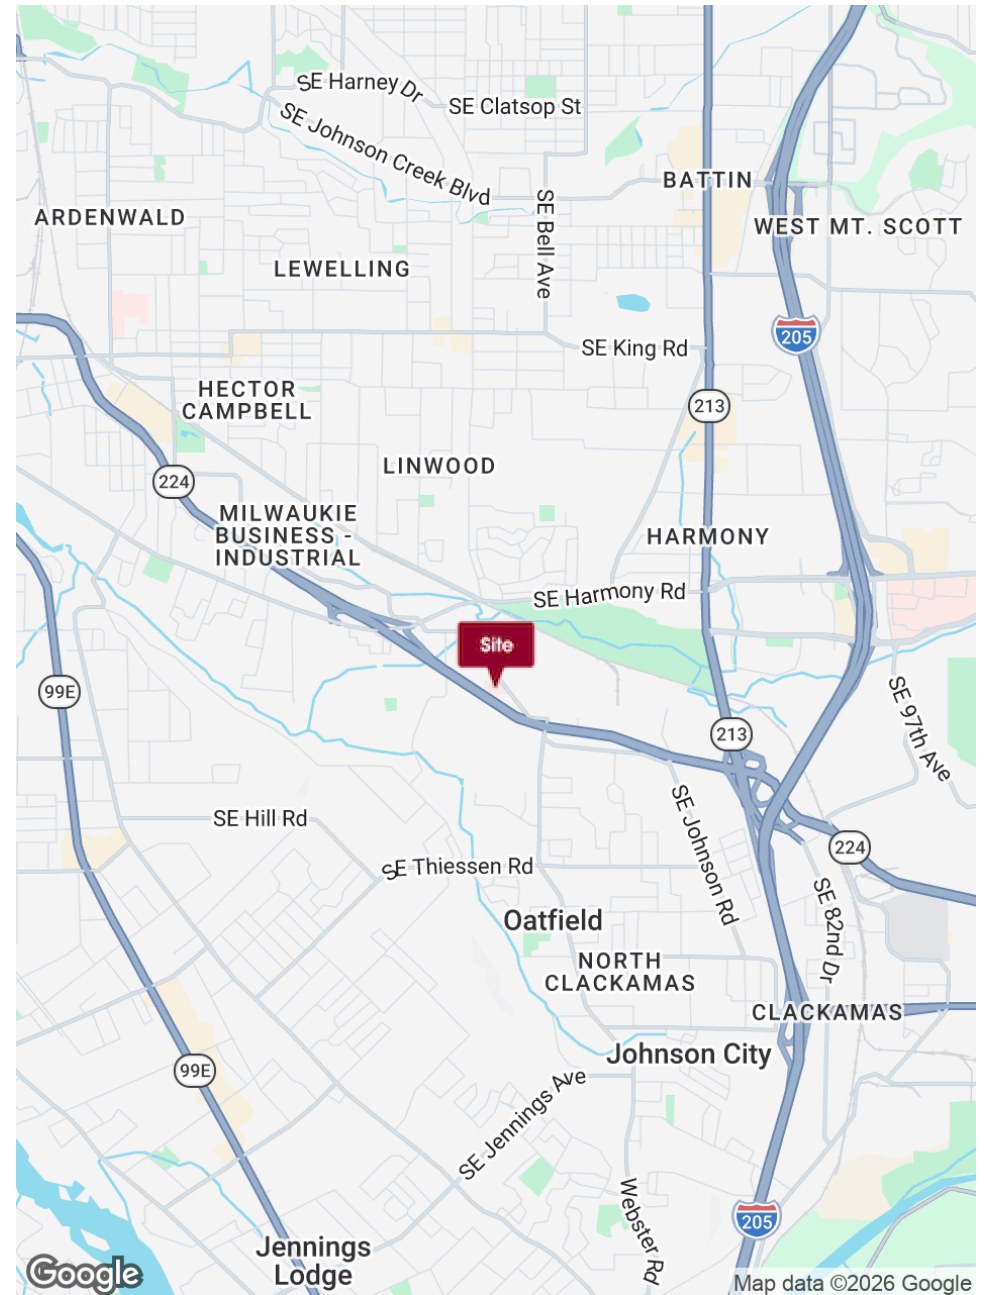 SE Harney Dr
SE Clatsop St
SE Johnson Creek Blvd
BATTIN
SE Bell Ave
ARDENWALD
WEST MT. SCOTT
LEWELLING
205
SE King Rd
HECTOR
CAMPBELL
213
LINWOOD
224
MILWAUKIE
BUSINESS -
INDUSTRIAL
HARMONY
SE Harmony Rd
Site
99E
SE 97th Ave
213
SE Hill Rd
SE Johnson Rd
224
SE Thiessen Rd
SE 82nd Dr
Oatfield
NORTH
CLACKAMAS
CLACKAMAS
Johnson City
99E
SE Jennings Ave
Webster Rd
205
Jennings
Lodge
Google
Map data ©2026 Google